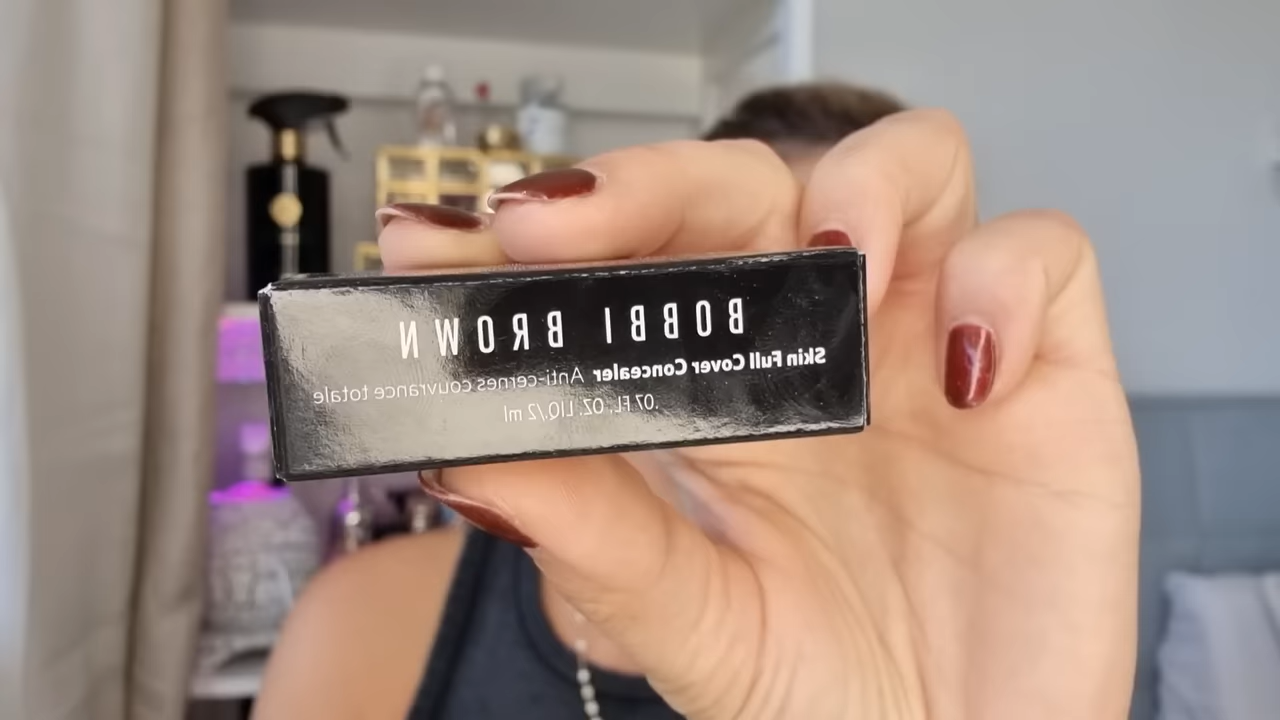 BOBBI BROWN
Skin Full Cover Concealer Anti-cernes couvrance totale
.07 FL. OZ. LIQ./2 ml